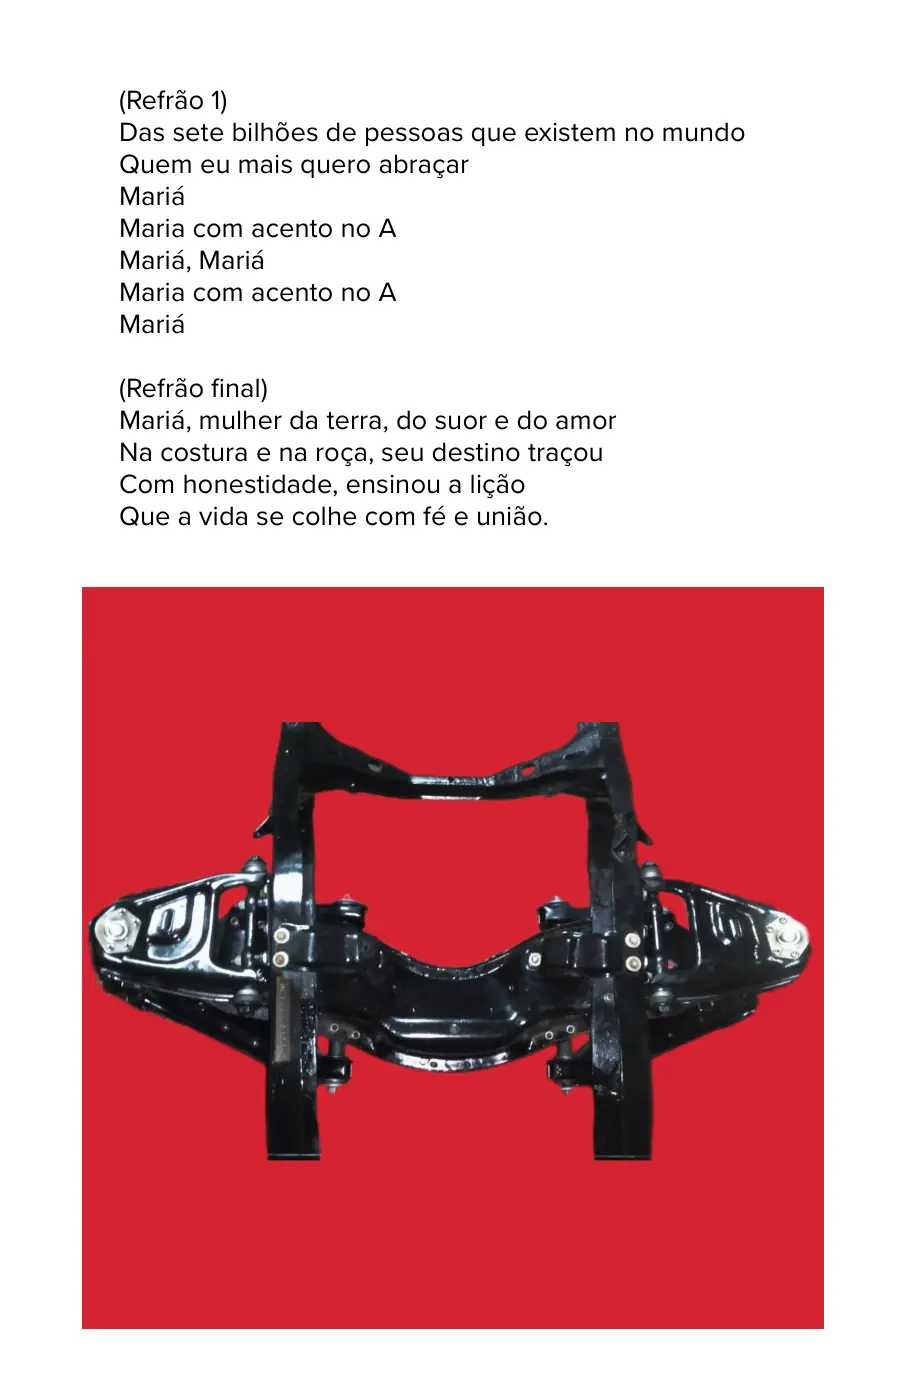 (Refrão 1)
Das sete bilhões de pessoas que existem no mundo
Quem eu mais quero abraçar
Mariá
Maria com acento no A
Mariá, Mariá
Maria com acento no A
Mariá

(Refrão final)
Mariá, mulher da terra, do suor e do amor
Na costura e na roça, seu destino traçou
Com honestidade, ensinou a lição
Que a vida se colhe com fé e união.